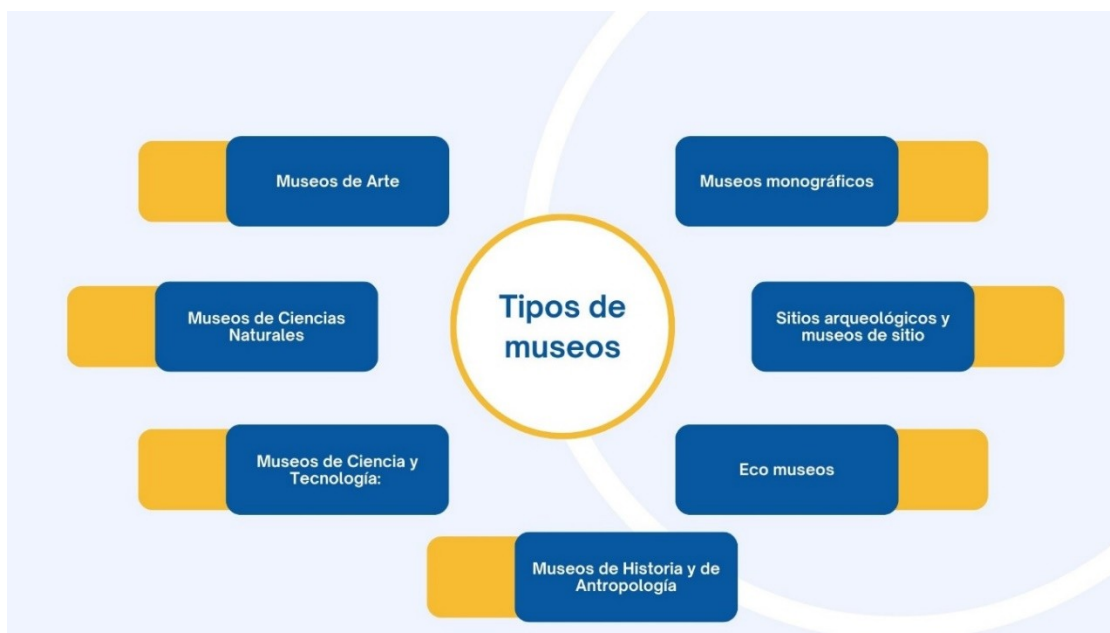 Museos de Arte
Museos monográficos
Tipos de
museos
Museos de Ciencias
Naturales
Sitios arqueológicos y
museos de sitio
Museos de Ciencia y
Tecnología:
Eco museos
Museos de Historia y de
Antropología